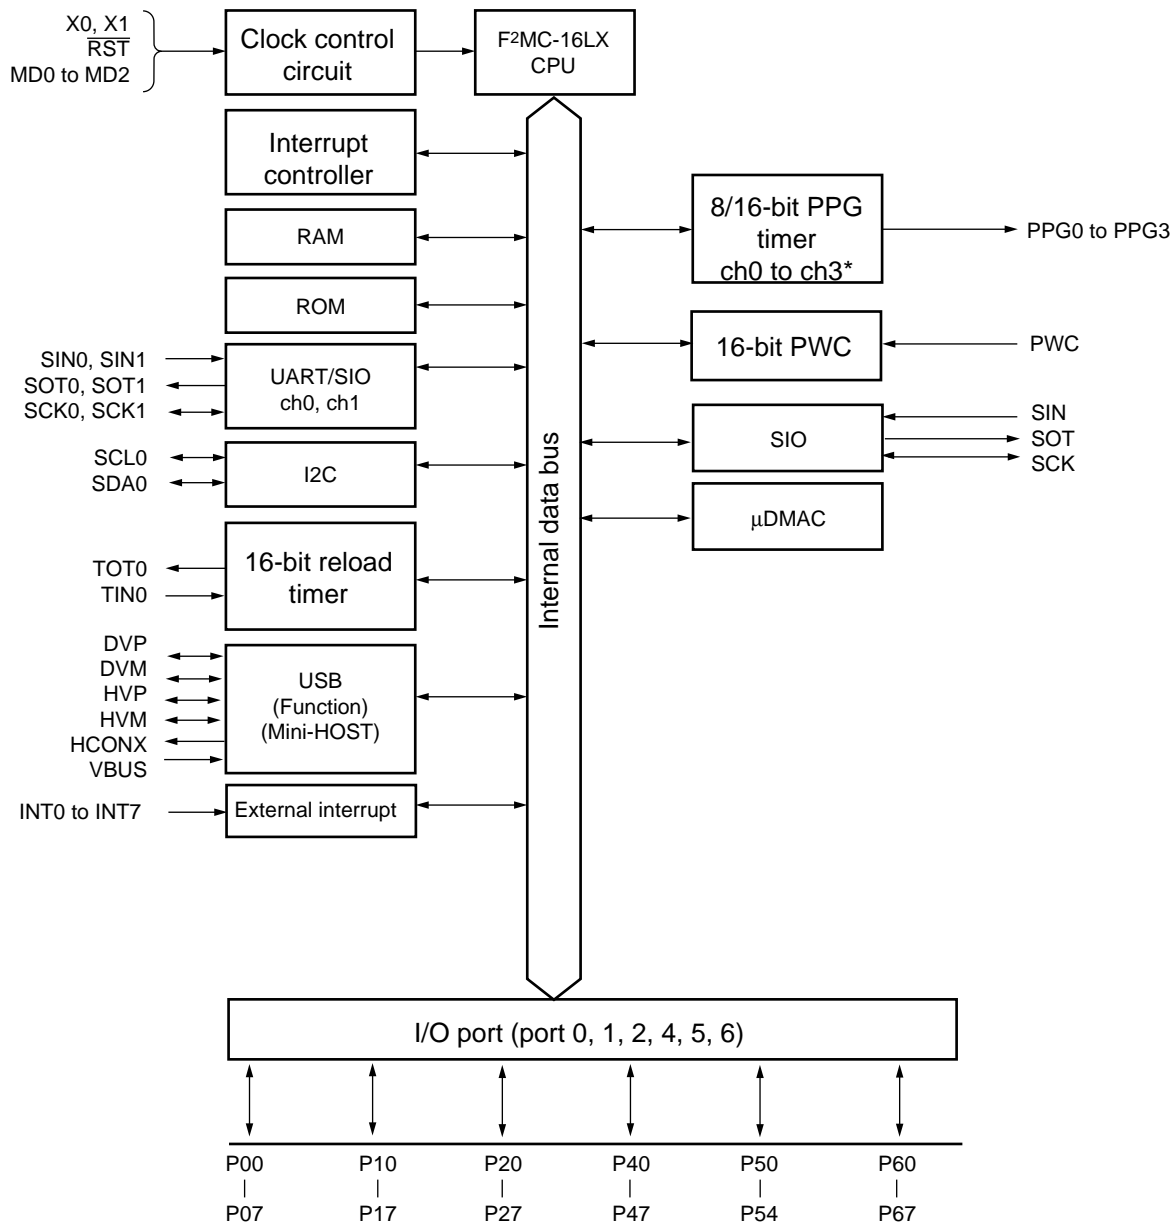 X0, X1
RST
MD0 to MD2
Clock control
circuit
F2MC-16LX
CPU
Interrupt
controller
RAM
ROM
SIN0, SIN1
SOT0, SOT1
SCK0, SCK1
UART/SIO
ch0, ch1
SCL0
SDA0
I2C
TOT0
TIN0
16-bit reload
timer
DVP
DVM
HVP
HVM
HCONX
VBUS
USB
(Function)
(Mini-HOST)
INT0 to INT7
External interrupt
Internal data bus
8/16-bit PPG
timer
ch0 to ch3*
PPG0 to PPG3
16-bit PWC
PWC
SIO
SIN
SOT
SCK
μDMAC
I/O port (port 0, 1, 2, 4, 5, 6)
P00 P10 P20 P40 P50 P60
P07 P17 P27 P47 P54 P67